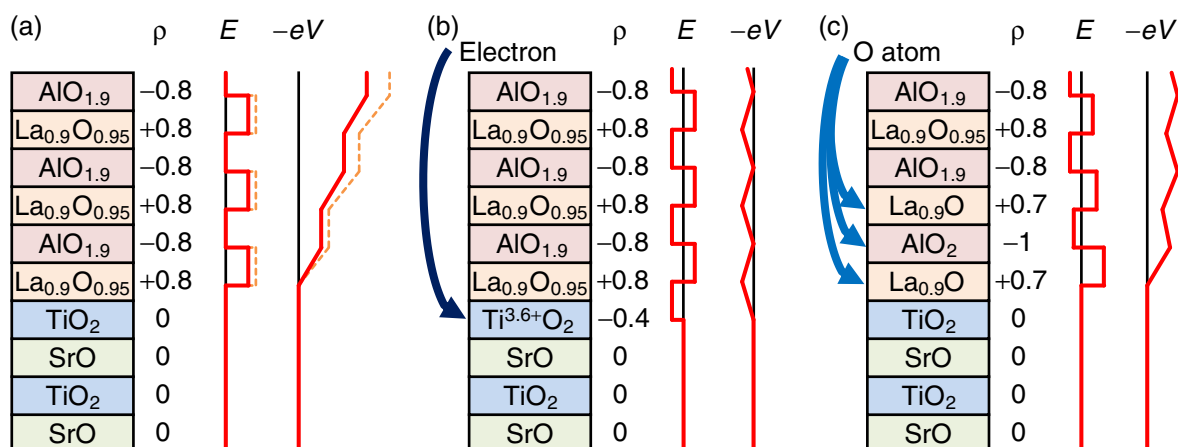 (a) ρ E −eV (b) ρ E −eV (c) ρ E −eV
Electron O atom
AlO1.9 −0.8 AlO1.9 −0.8 AlO1.9 −0.8
La0.9O0.95 +0.8 La0.9O0.95 +0.8 La0.9O0.95 +0.8
AlO1.9 −0.8 AlO1.9 −0.8 AlO1.9 −0.8
La0.9O0.95 +0.8 La0.9O0.95 +0.8 La0.9O +0.7
AlO1.9 −0.8 AlO1.9 −0.8 AlO2 −1
La0.9O0.95 +0.8 La0.9O0.95 +0.8 La0.9O +0.7
TiO2 0 Ti3.6+O2 −0.4 TiO2 0
SrO 0 SrO 0 SrO 0
TiO2 0 TiO2 0 TiO2 0
SrO 0 SrO 0 SrO 0